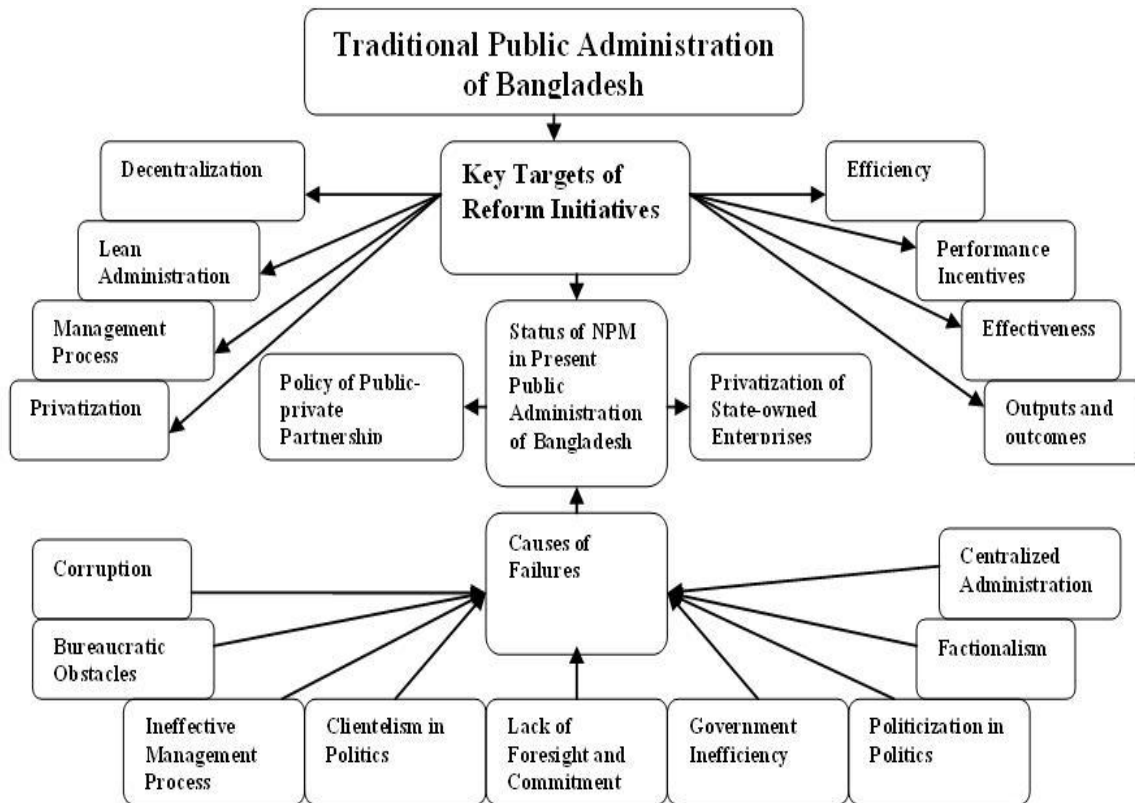 Traditional Public Administration
of Bangladesh
Decentralization
Key Targets of
Reform Initiatives
Efficiency
Lean
Administration
Performance
Incentives
Management
Process
Status of NPM
in Present
Public
Administration
of Bangladesh
Effectiveness
Privatization
Policy of Public-
private
Partnership
Privatization of
State-owned
Enterprises
Outputs and
outcomes
Corruption
Causes of
Failures
Centralized
Administration
Bureaucratic
Obstacles
Factionalism
Ineffective
Management
Process
Clientelism in
Politics
Lack of
Foresight and
Commitment
Government
Inefficiency
Politicization in
Politics